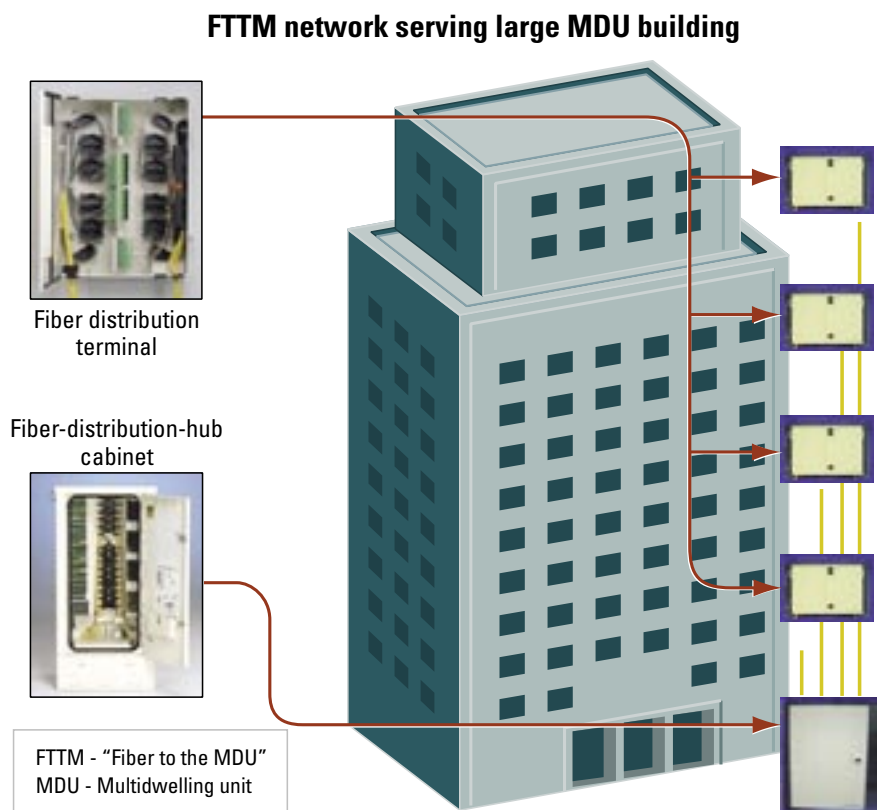 FTTM network serving large MDU building
Fiber distribution
terminal
Fiber-distribution-hub
cabinet
FTTM - “Fiber to the MDU”
MDU - Multidwelling unit